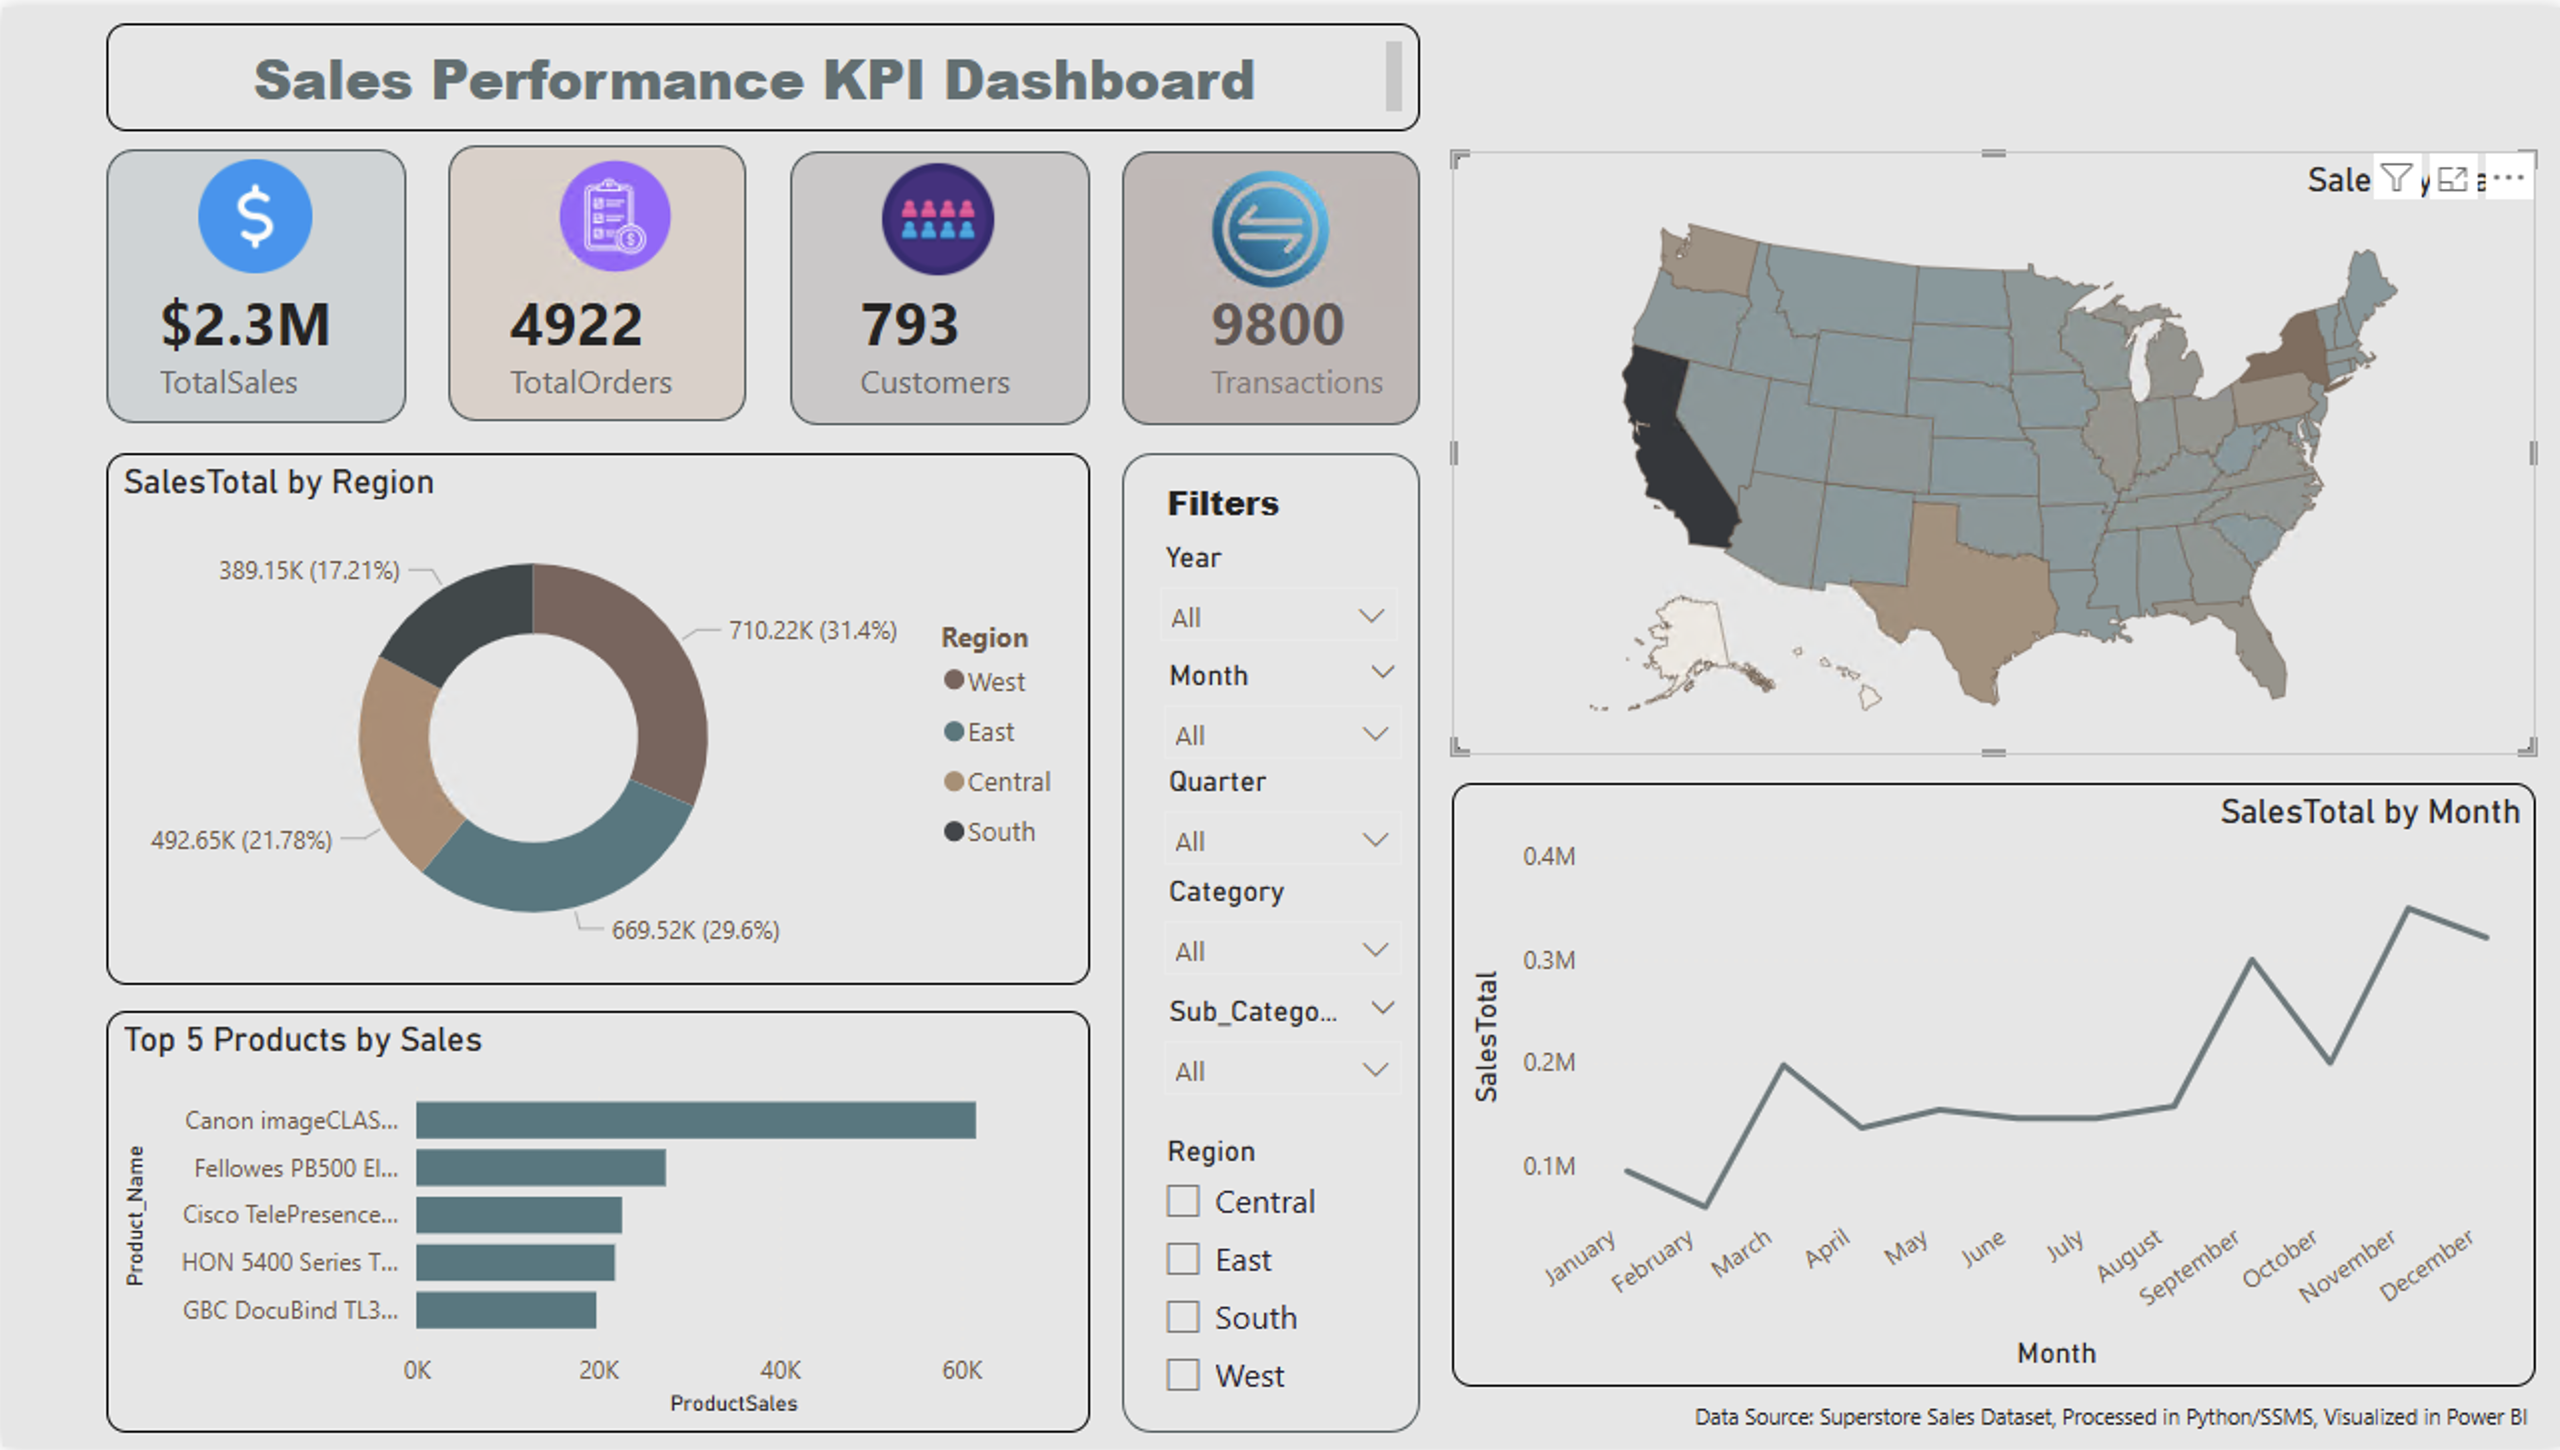 Sales Performance KPI Dashboard
$2.3M
TotalSales
4922
TotalOrders
793
Customers
9800
Transactions
SalesTotal by Region
389.15K (17.21%)
710.22K (31.4%)
492.65K (21.78%)
669.52K (29.6%)
Region
West
East
Central
South
Top 5 Products by Sales
Product_Name
Canon imageCLAS...
Fellowes PB500 El...
Cisco TelePresence...
HON 5400 Series T...
GBC DocuBind TL3...
0K 20K 40K 60K
ProductSales
Filters
Year
All
Month
All
Quarter
All
Category
All
Sub_Catego...
All
Region
Central
East
South
West
SalesTotal by Month
SalesTotal
0.4M
0.3M
0.2M
0.1M
January February March April May June July August September October November December
Month
Data Source: Superstore Sales Dataset, Processed in Python/SSMS, Visualized in Power BI